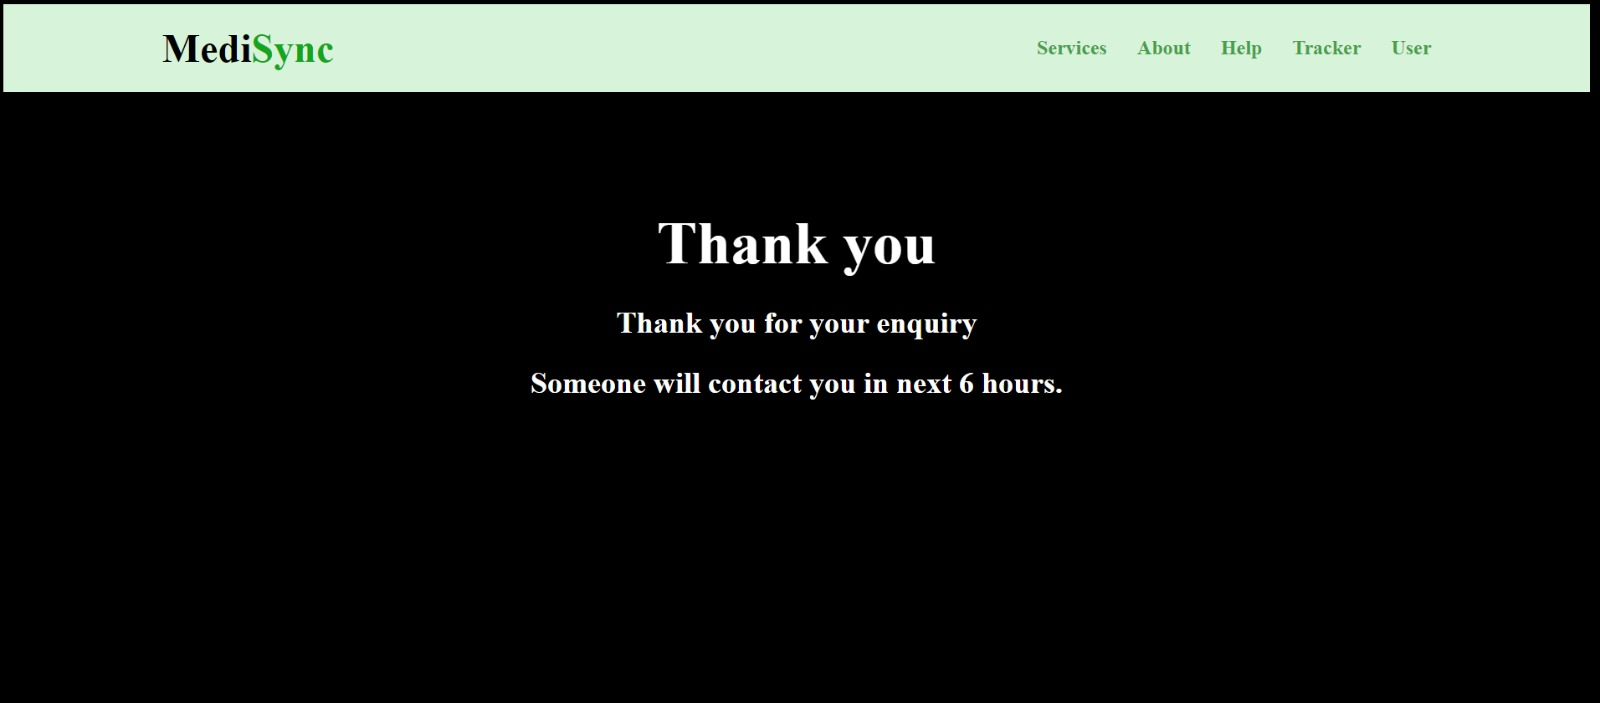 MediSync Services About Help Tracker User
Thank you
Thank you for your enquiry
Someone will contact you in next 6 hours.